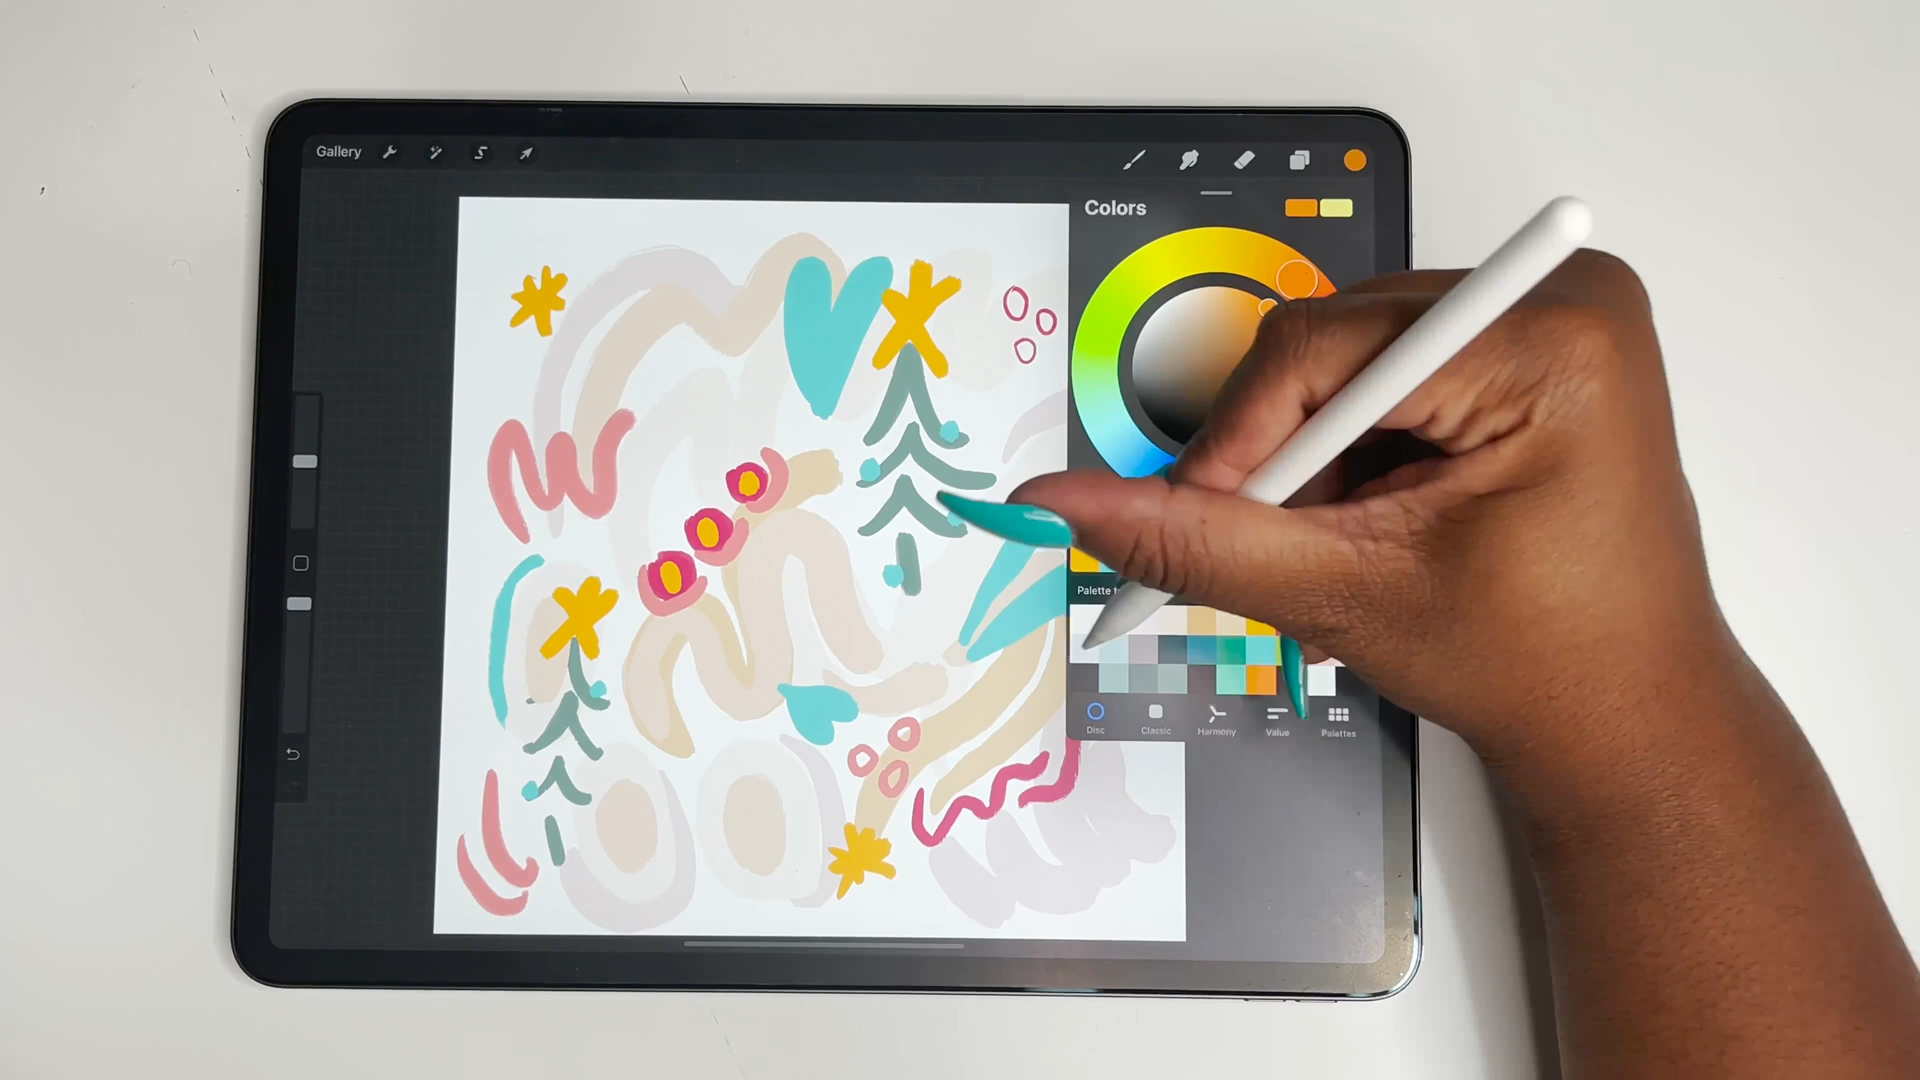 Gallery
Colors
Palette
Disc
Classic
Harmony
Value
Palettes